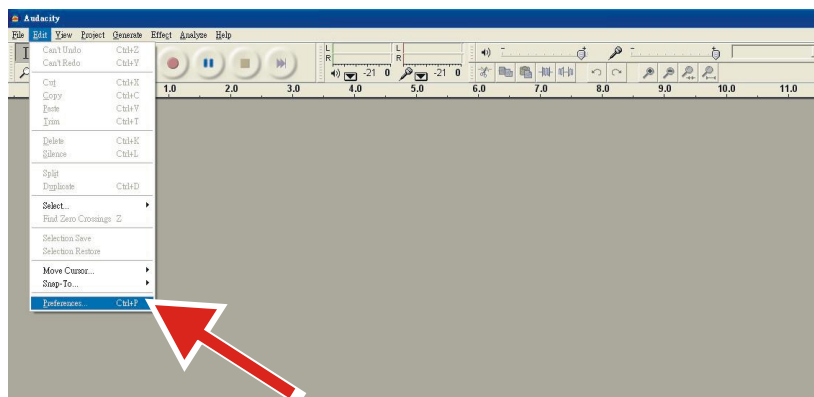 Audacity
File Edit View Project Generate Effect Analyze Help
Can't Undo Ctrl+Z
Can't Redo Ctrl+Y
Cut Ctrl+X
Copy Ctrl+C
Paste Ctrl+V
Trim Ctrl+T
Delete Ctrl+K
Silence Ctrl+L
Split
Duplicate Ctrl+D
Select...
Find Zero Crossings Z
Selection Save
Selection Restore
Move Cursor...
Snap-To...
Preferences... Ctrl+P
L L
R R
-21 0 -21 0
1.0 2.0 3.0 4.0 5.0 6.0 7.0 8.0 9.0 10.0 11.0